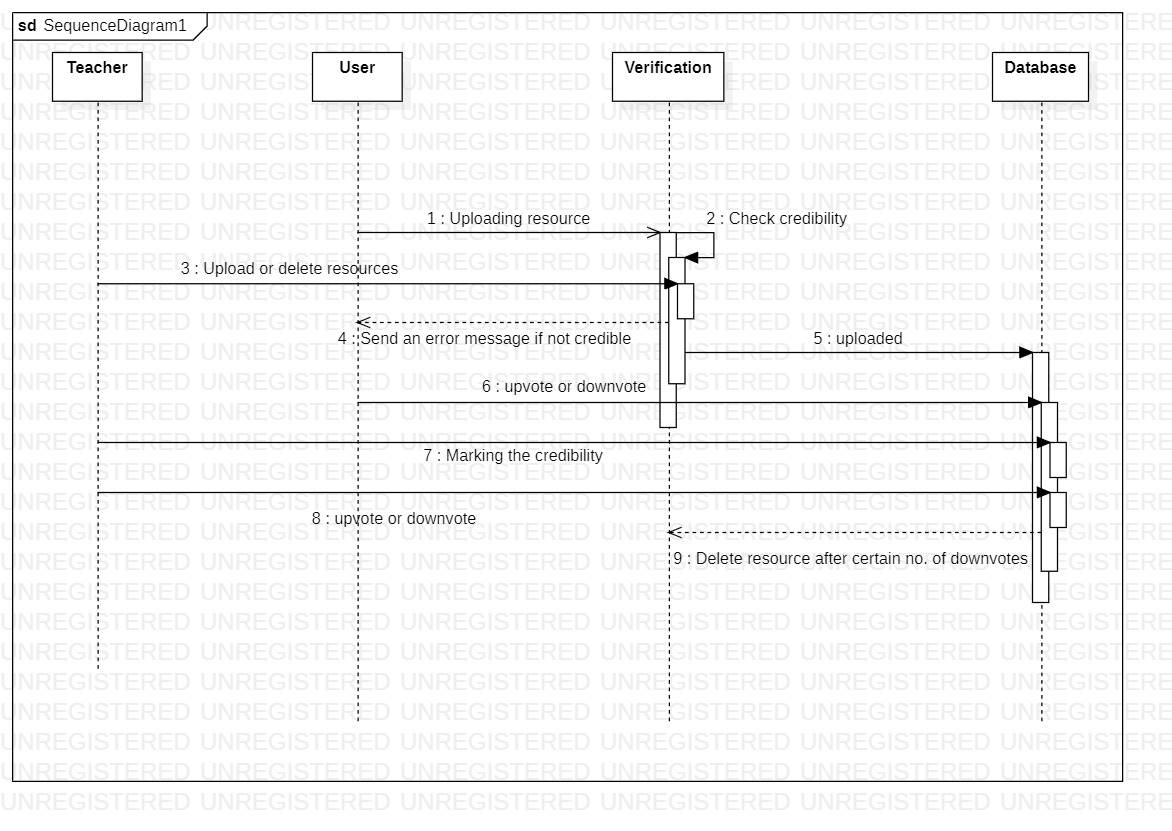 sd SequenceDiagram1
Teacher
User
Verification
Database
1 : Uploading resource
2 : Check credibility
3 : Upload or delete resources
4 : Send an error message if not credible
5 : uploaded
6 : upvote or downvote
7 : Marking the credibility
8 : upvote or downvote
9 : Delete resource after certain no. of downvotes
UNREGISTERED UNREGISTERED UNREGISTERED UNREGISTERED UNREGISTERED UNREGISTERED